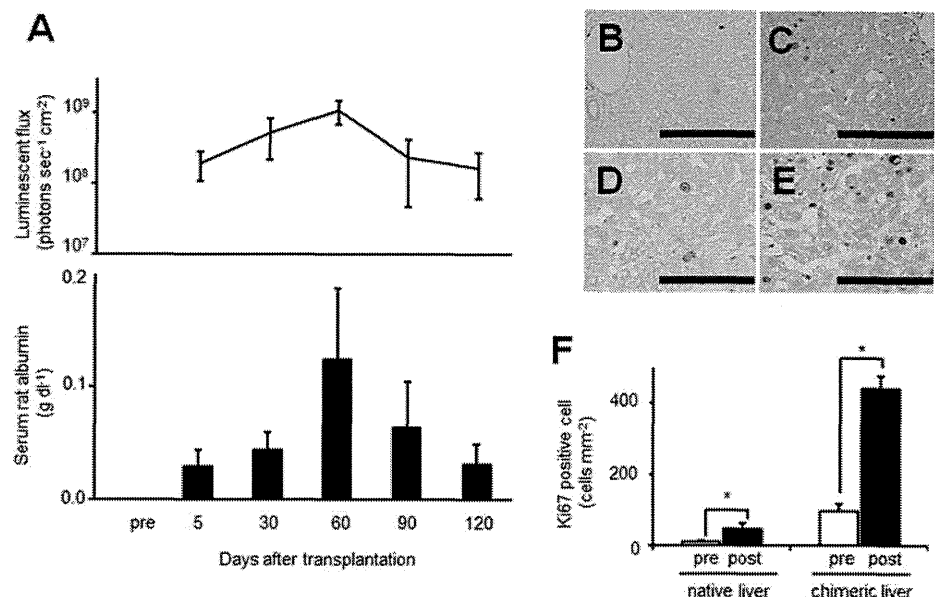 A
Luminescent flux
(photons sec⁻¹ cm⁻²)
10⁹
10⁸
10⁷
Serum rat albumin
(g dl⁻¹)
0.2
0.1
0.0
pre 5 30 60 90 120
Days after transplantation
B
C
D
E
F
Ki67 positive cell
(cells mm⁻²)
400
200
0
*
*
pre post pre post
native liver chimeric liver